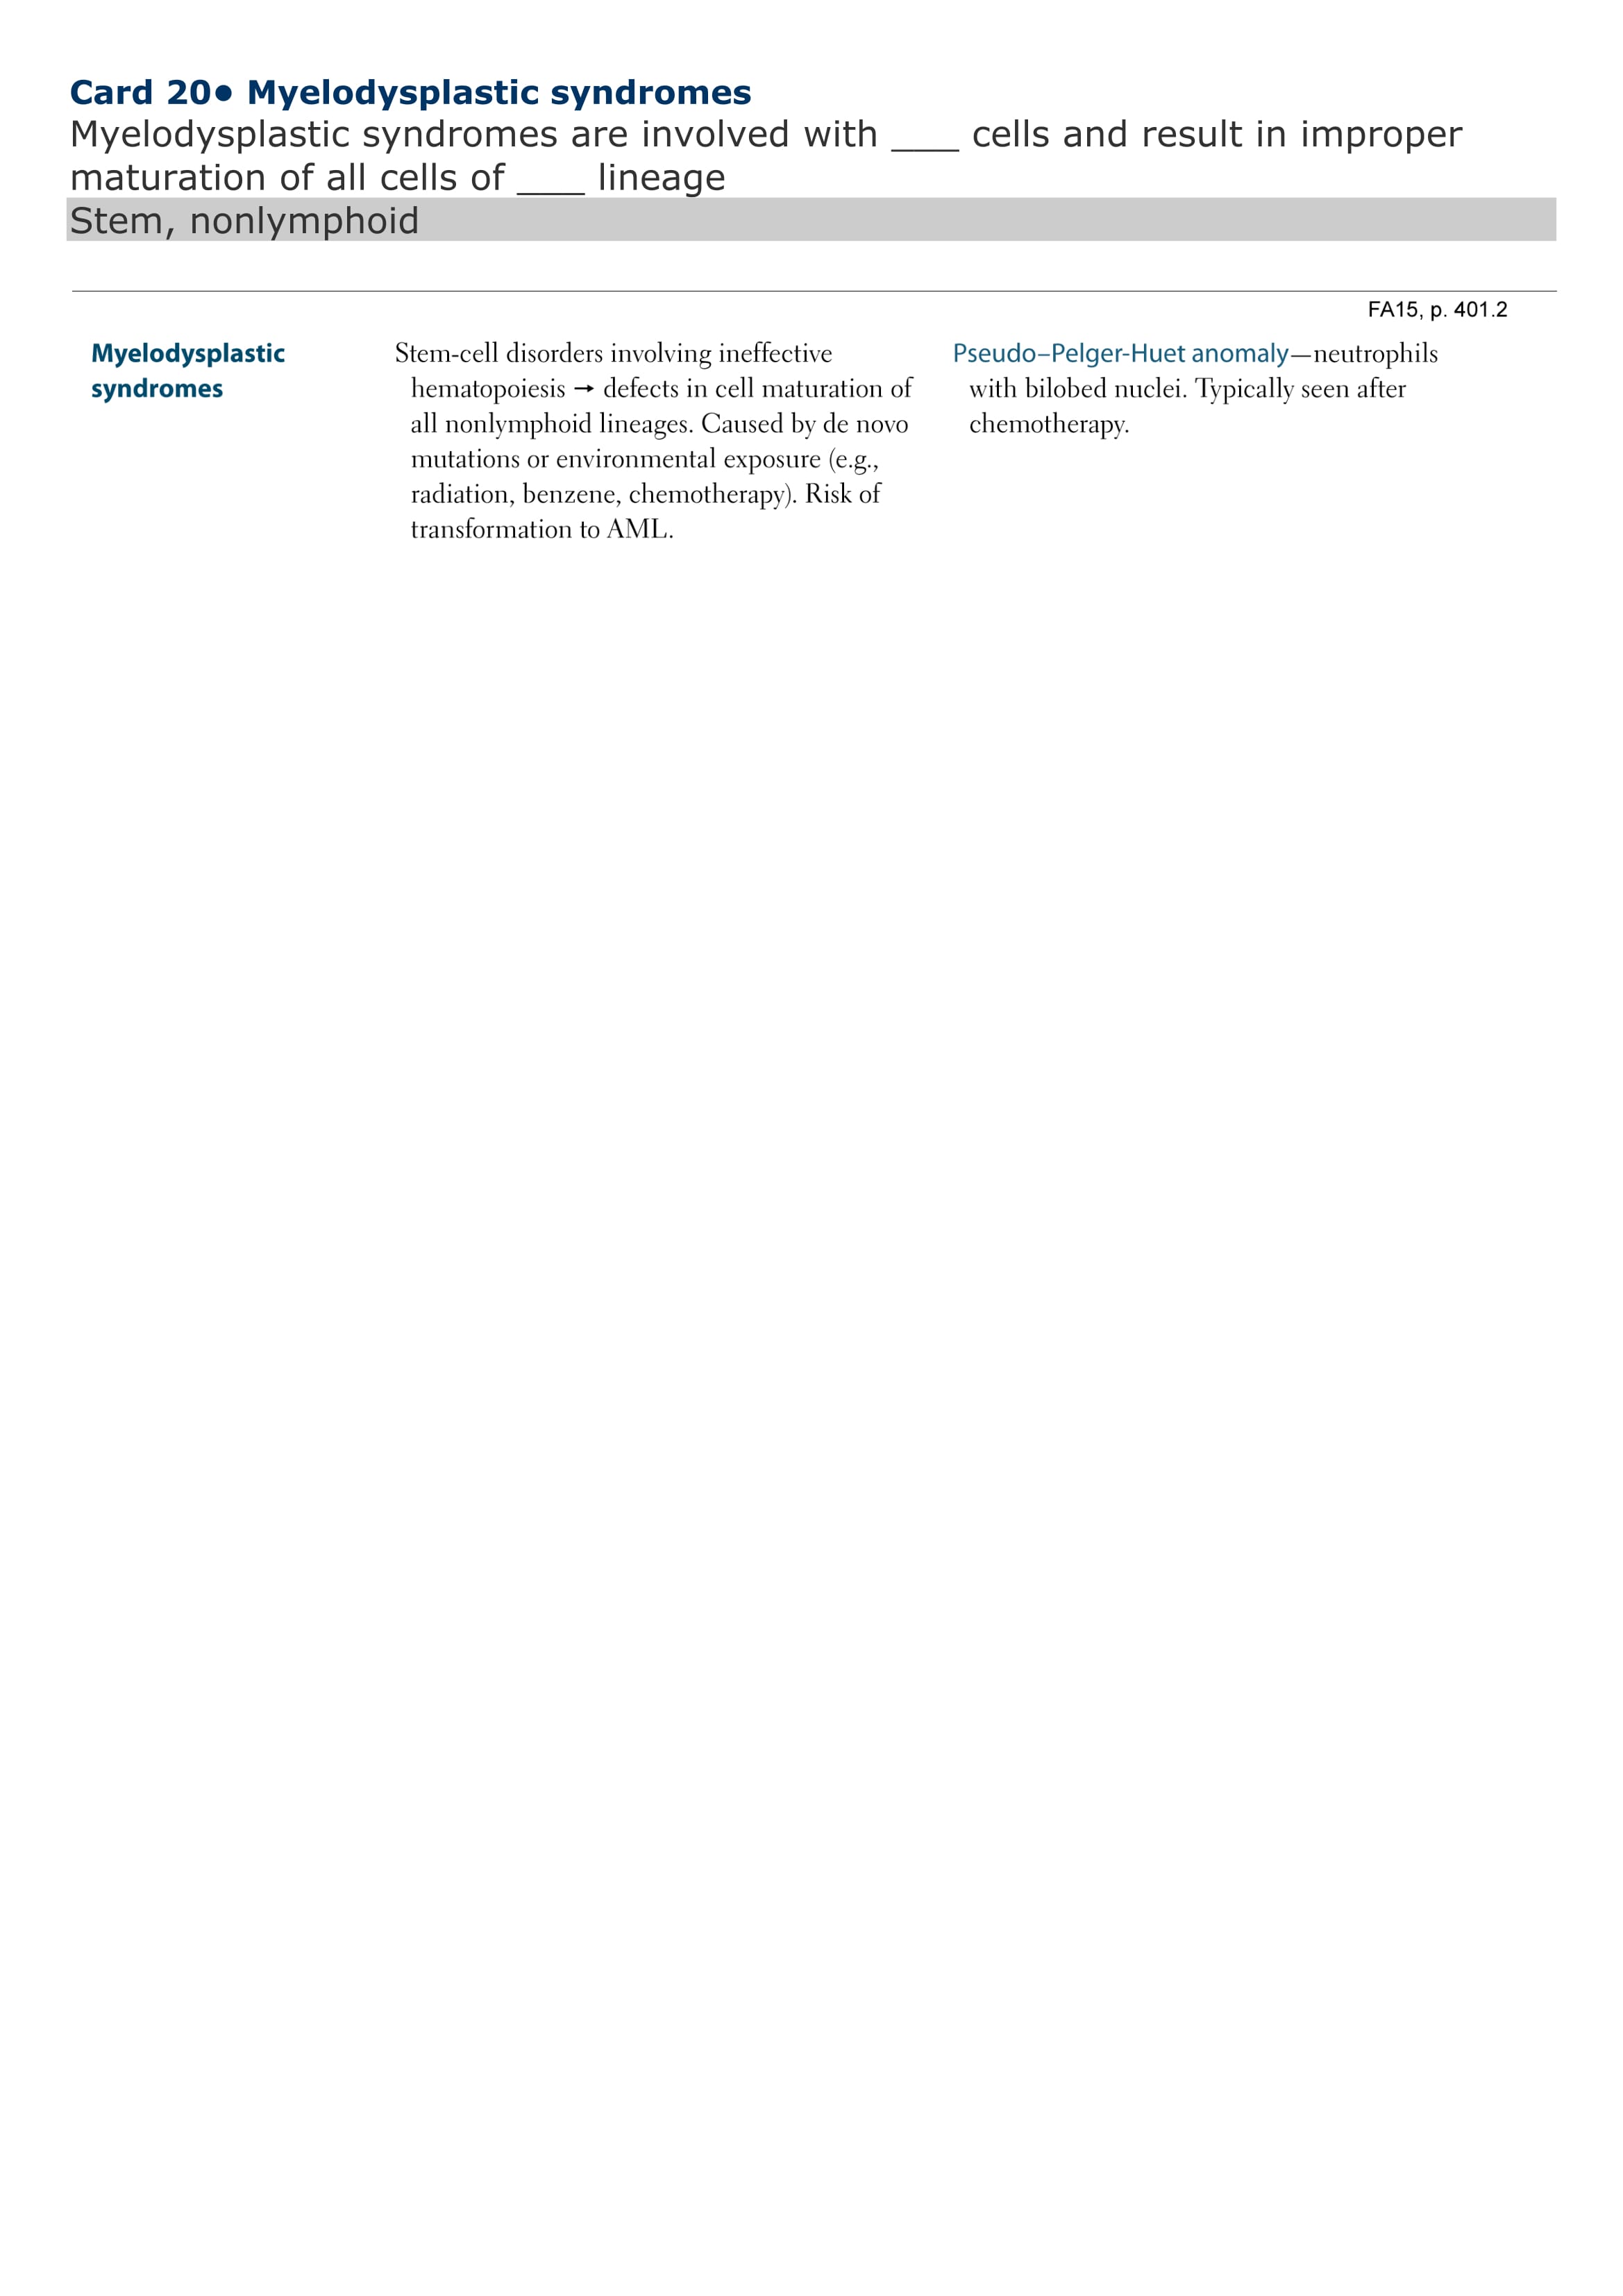 Card 20● Myelodysplastic syndromes
Myelodysplastic syndromes are involved with ___ cells and result in improper
maturation of all cells of ___ lineage
Stem, nonlymphoid
FA15, p. 401.2
Myelodysplastic
syndromes
Stem-cell disorders involving ineffective
hematopoiesis → defects in cell maturation of
all nonlymphoid lineages. Caused by de novo
mutations or environmental exposure (e.g.,
radiation, benzene, chemotherapy). Risk of
transformation to AML.
Pseudo–Pelger-Huet anomaly—neutrophils
with bilobed nuclei. Typically seen after
chemotherapy.